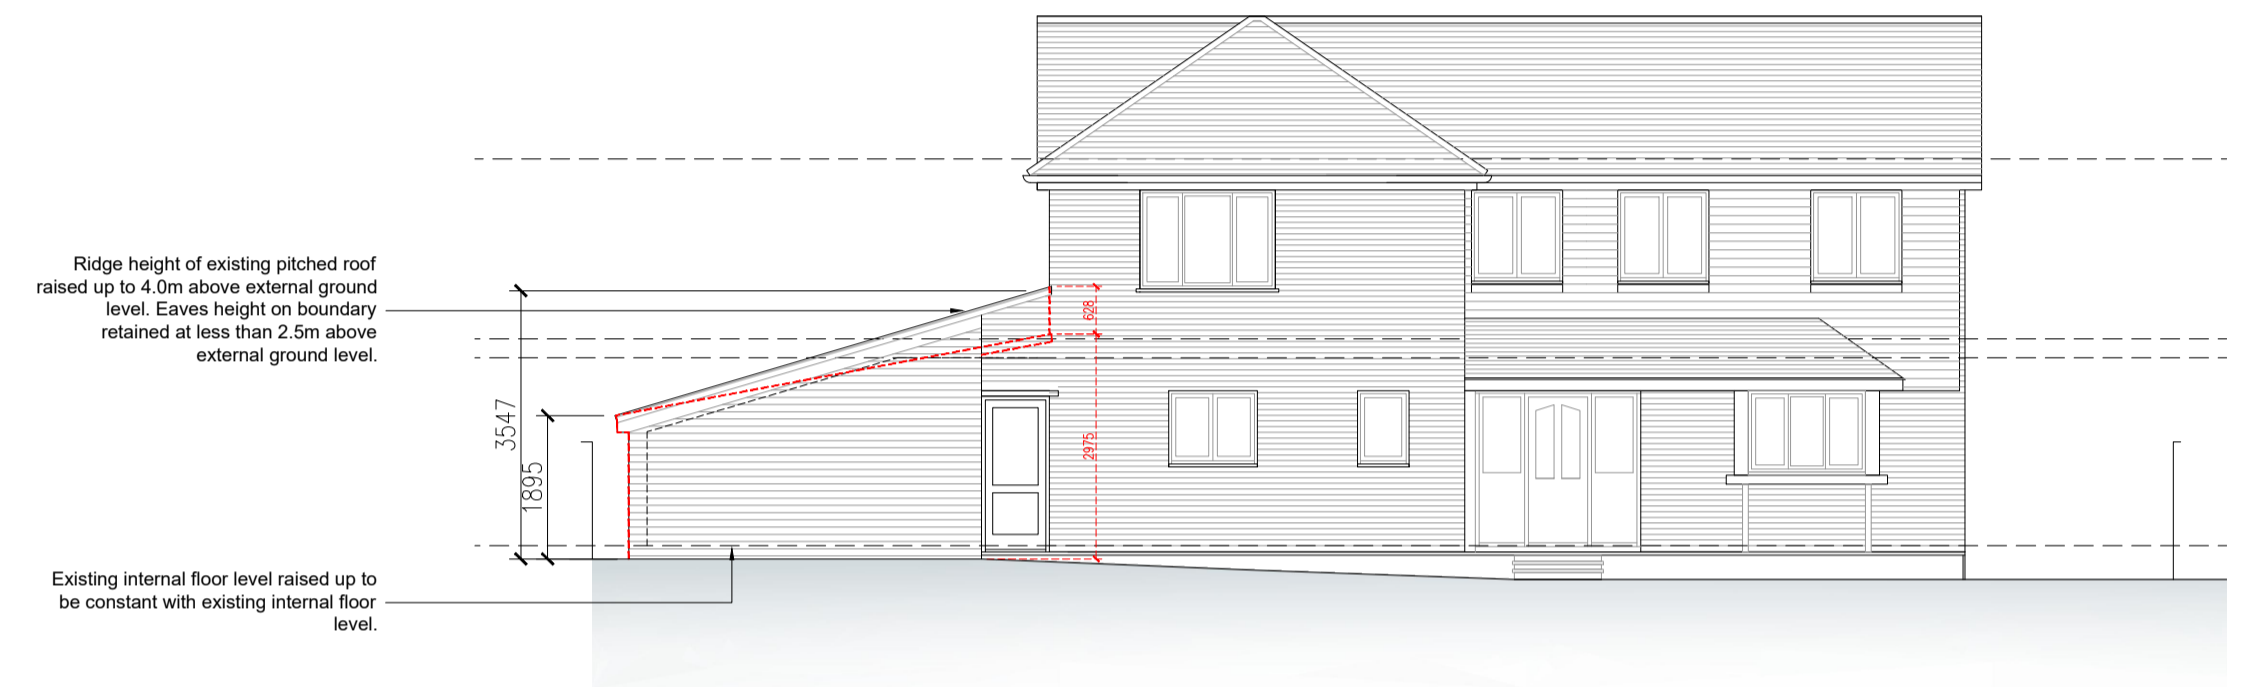 Ridge height of existing pitched roof
raised up to 4.0m above external ground
level. Eaves height on boundary
retained at less than 2.5m above
external ground level.
628
3547
2975
1895
Existing internal floor level raised up to
be constant with existing internal floor
level.